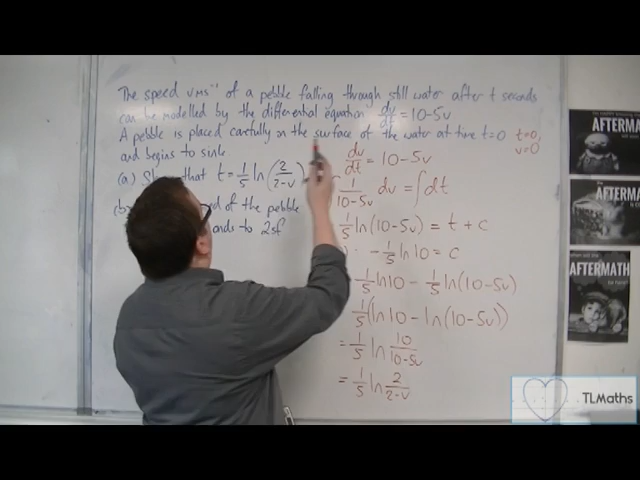 The speed v ms⁻¹ of a pebble falling through still water after t seconds
can be modelled by the differential equation dv/dt = 10-5v
A pebble is placed carefully on the surface of the water at time t=0
and begins to sink.
t=0,
v=0
(a) Show that t = 1/5 ln(2/(2-v))
of the pebble
to 2sf
dv/dt = 10-5v
1/(10-5v) dv = ∫dt
1/5 ln(10-5v) = t + c
-1/5 ln10 = c
1/5 ln10 - 1/5 ln(10-5v)
1/5(ln10 - ln(10-5v))
= 1/5 ln 10/(10-5v)
= 1/5 ln 2/(2-v)
AFTERMATH
AFTERMAT
AFTERMATH
TLMaths